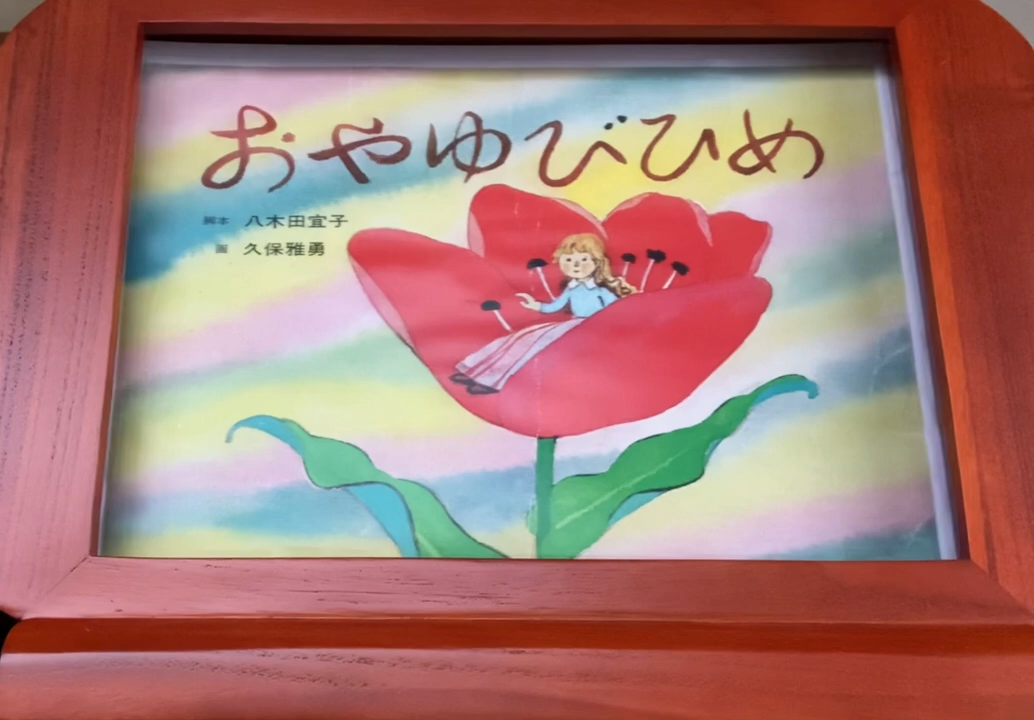 おやゆびひめ
脚本 八木田宜子
画 久保雅勇